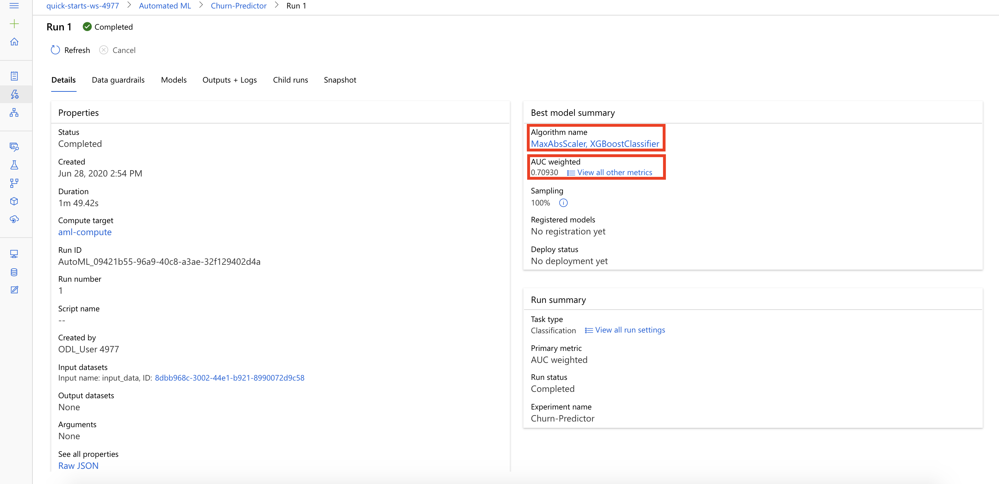 quick-starts-ws-4977 > Automated ML > Churn-Predictor > Run 1
Run 1 Completed
Refresh Cancel
Details Data guardrails Models Outputs + Logs Child runs Snapshot
Properties
Status
Completed
Created
Jun 28, 2020 2:54 PM
Duration
1m 49.42s
Compute target
aml-compute
Run ID
AutoML_09421b55-96a9-40c8-a3ae-32f129402d4a
Run number
1
Script name
--
Created by
ODL_User 4977
Input datasets
Input name: input_data, ID: 8dbb968c-3002-44e1-b921-8990072d9c58
Output datasets
None
Arguments
None
See all properties
Raw JSON
Best model summary
Algorithm name
MaxAbsScaler, XGBoostClassifier
AUC weighted
0.70930 View all other metrics
Sampling
100%
Registered models
No registration yet
Deploy status
No deployment yet
Run summary
Task type
Classification View all run settings
Primary metric
AUC weighted
Run status
Completed
Experiment name
Churn-Predictor